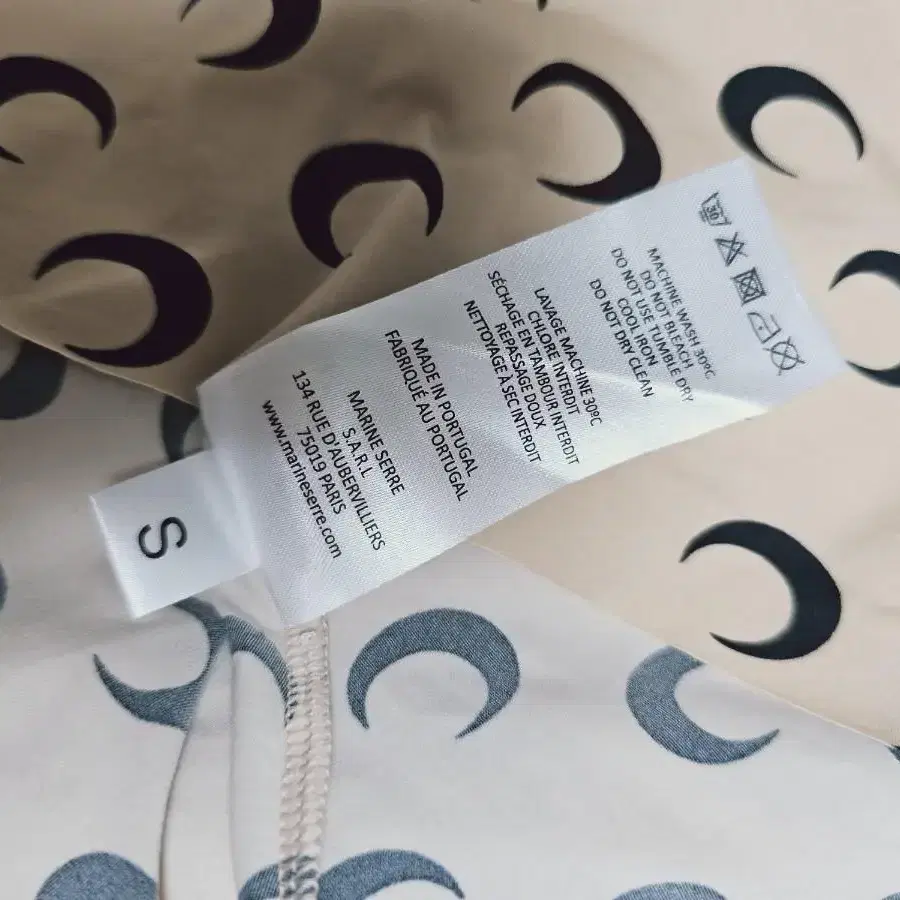 30
MACHINE WASH 30ºC
DO NOT BLEACH
DO NOT USE TUMBLE DRY
COOL IRON
DO NOT DRY CLEAN
LAVAGE MACHINE 30ºC
CHLORE INTERDIT
SÉCHAGE EN TAMBOUR INTERDIT
REPASSAGE DOUX
NETTOYAGE À SEC INTERDIT
MADE IN PORTUGAL
FABRIQUÉ AU PORTUGAL
MARINE SERRE
S.A.R.L
134 RUE D'AUBERVILLIERS
75019 PARIS
www.marineserre.com
S